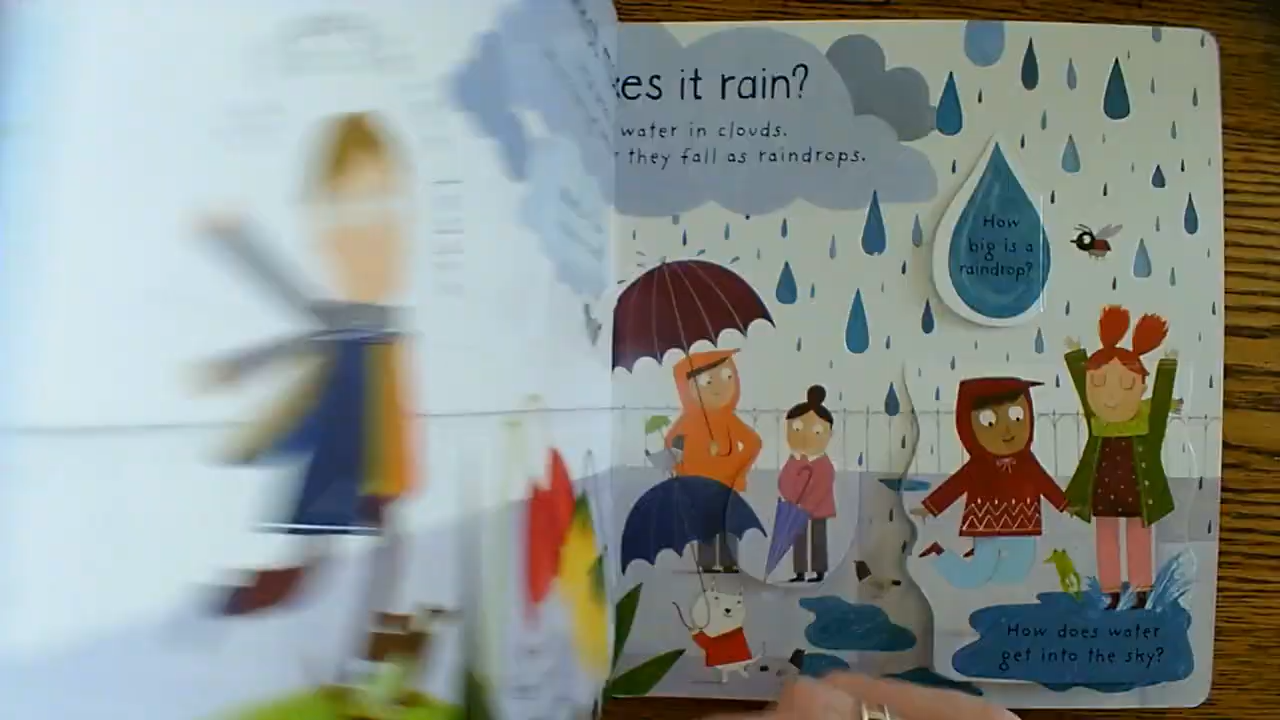 es it rain?
water in clouds.
they fall as raindrops.
How
big is a
raindrop?
How does water
get into the sky?